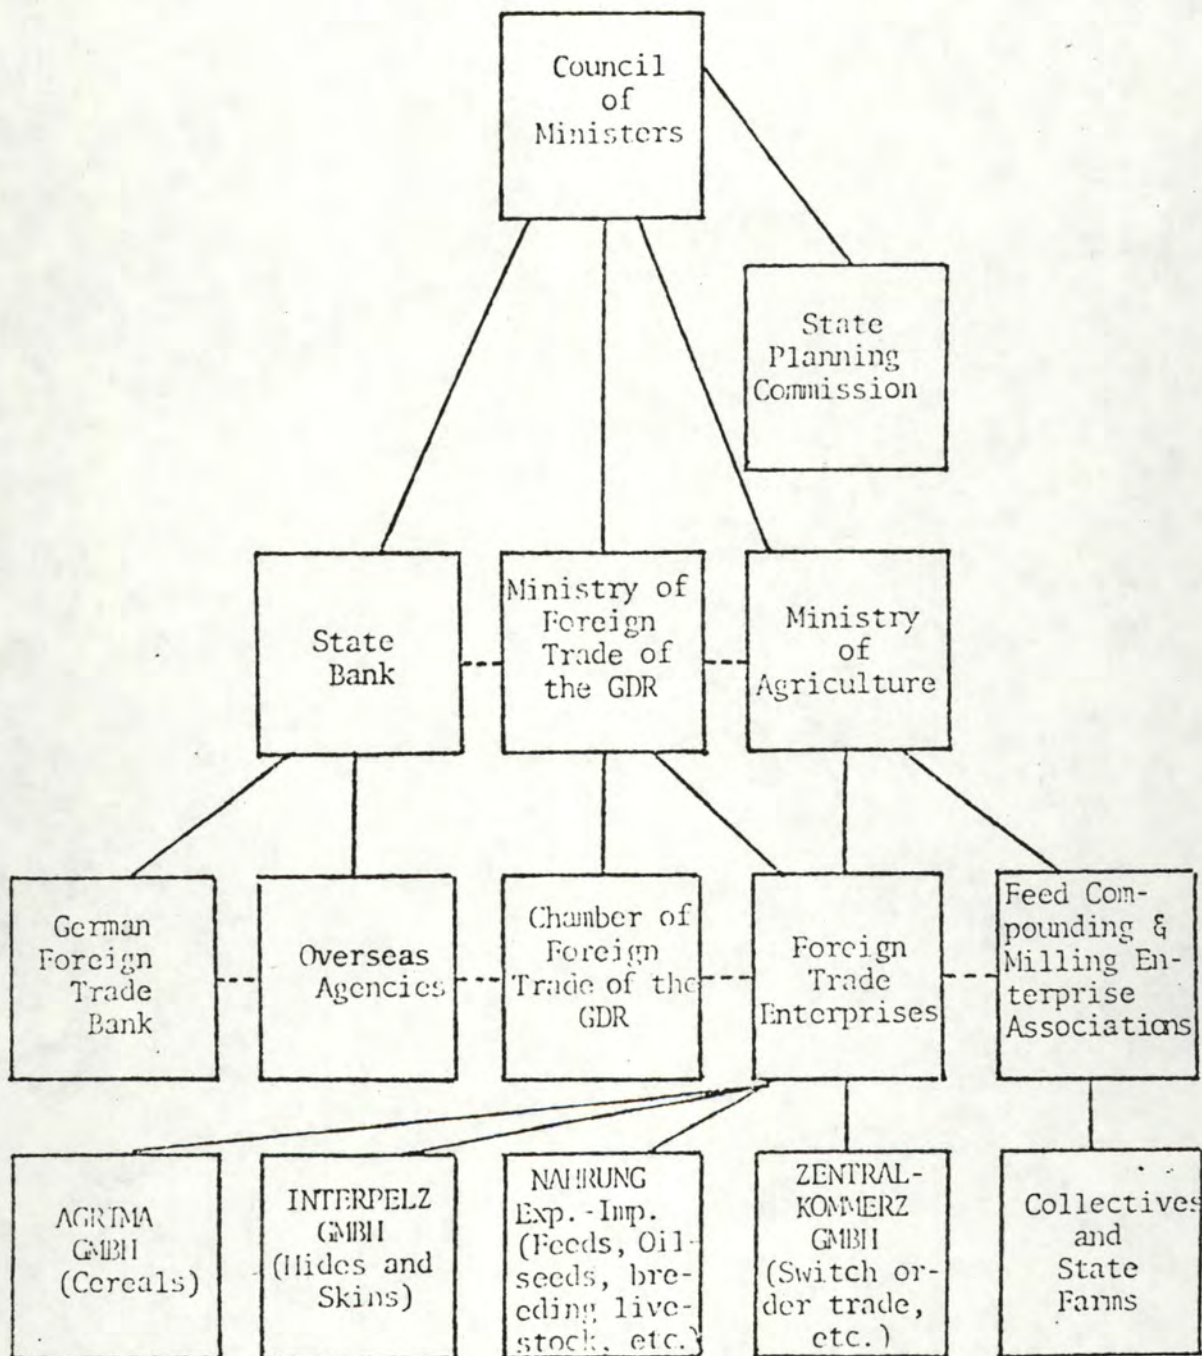 Council
of
Ministers
State
Planning
Commission
State
Bank
Ministry of
Foreign
Trade of
the GDR
Ministry
of
Agriculture
German
Foreign
Trade
Bank
Overseas
Agencies
Chamber of
Foreign
Trade of the
GDR
Foreign
Trade
Enterprises
Feed Com-
pounding &
Milling En-
terprise
Associations
AGRIMA
GMBH
(Cereals)
INTERPELZ
GMBH
(Hides and
Skins)
NAHRUNG
Exp.-Imp.
(Feeds, Oil-
seeds, bre-
eding live-
stock, etc.)
ZENTRAL-
KOMMERZ
GMBH
(Switch or-
der trade,
etc.)
Collectives
and
State
Farms